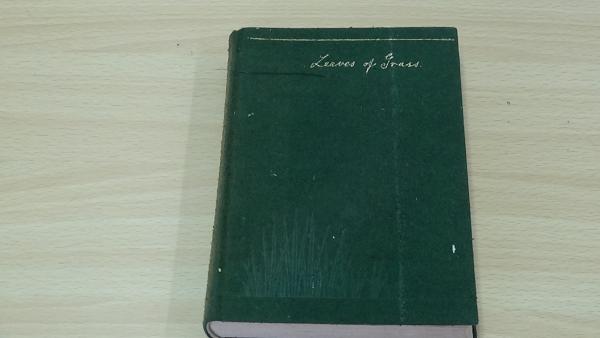 Leaves of Grass.